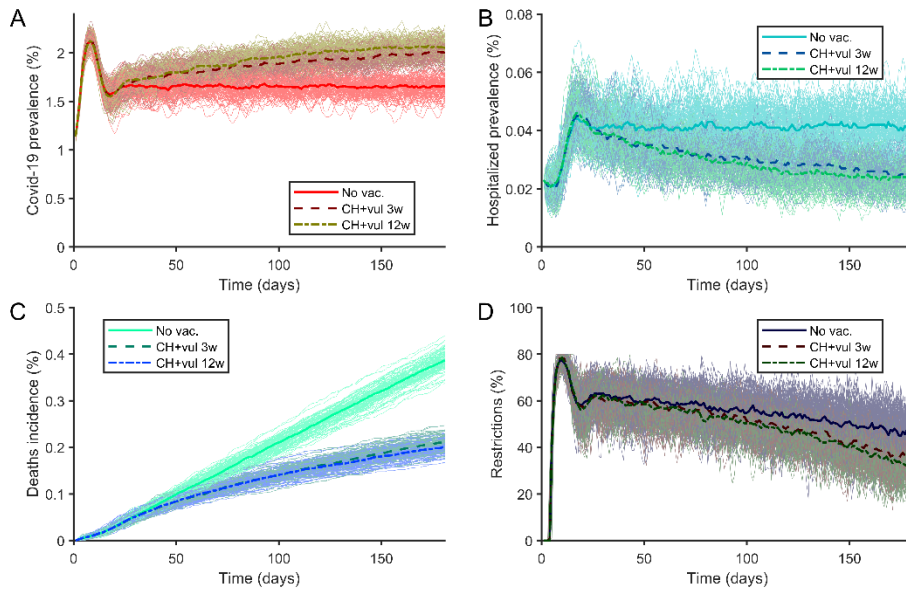 A
Covid-19 prevalence (%)
2
1.5
1
0.5
0
No vac.
CH+vul 3w
CH+vul 12w
0
50
100
150
Time (days)
B
Hospitalized prevalence (%)
0.08
0.06
0.04
0.02
0
No vac.
CH+vul 3w
CH+vul 12w
0
50
100
150
Time (days)
C
Deaths incidence (%)
0.5
0.4
0.3
0.2
0.1
0
No vac.
CH+vul 3w
CH+vul 12w
0
50
100
150
Time (days)
D
Restrictions (%)
100
80
60
40
20
0
No vac.
CH+vul 3w
CH+vul 12w
0
50
100
150
Time (days)